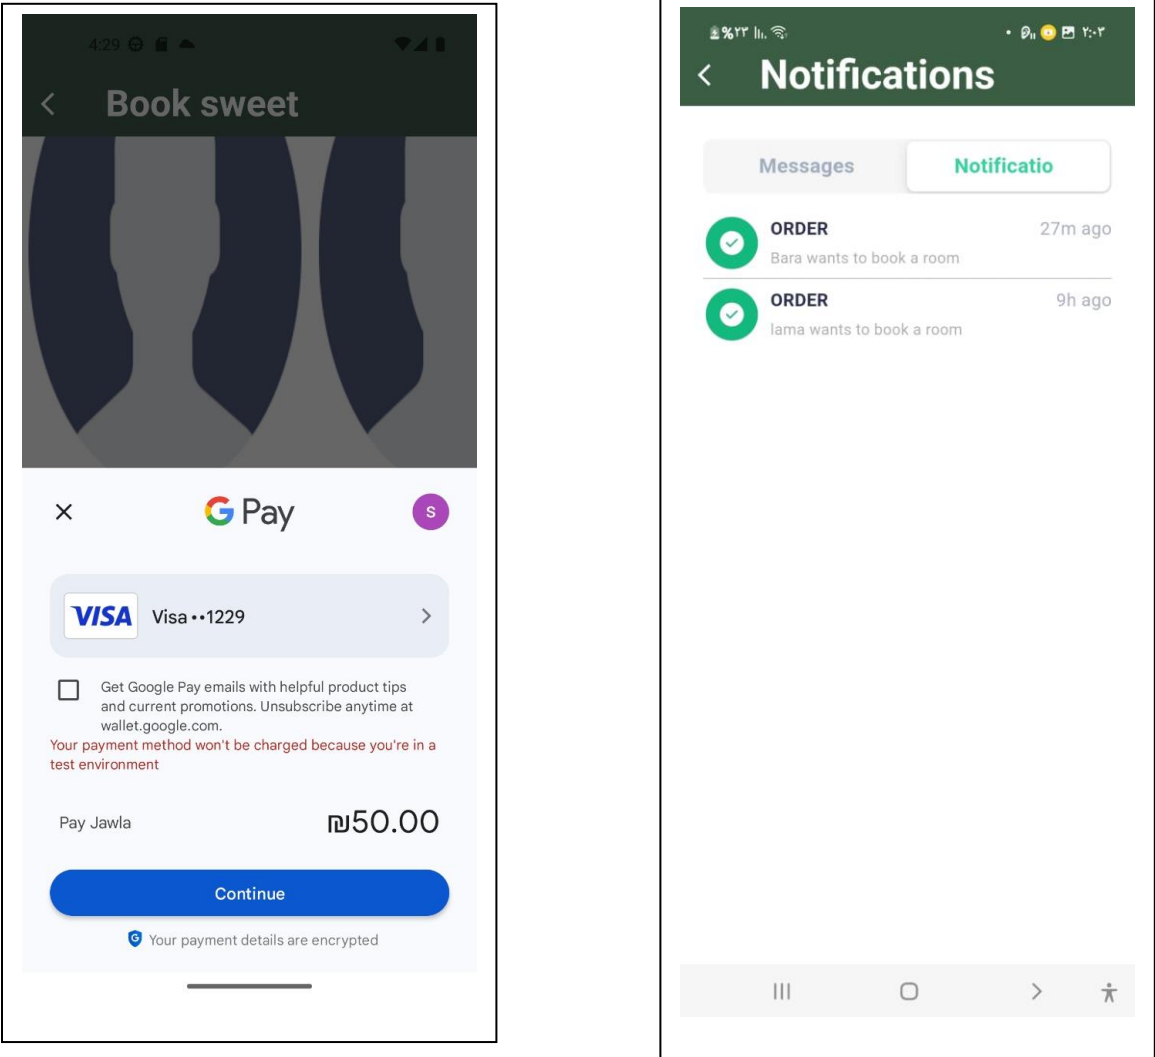 4:29
Book sweet
G Pay
S
VISA Visa ••1229
Get Google Pay emails with helpful product tips
and current promotions. Unsubscribe anytime at
wallet.google.com.
Your payment method won't be charged because you're in a
test environment
Pay Jawla ₪50.00
Continue
G Your payment details are encrypted
%٢٣ ٢:٠٣
Notifications
Messages Notificatio
ORDER 27m ago
Bara wants to book a room
ORDER 9h ago
lama wants to book a room